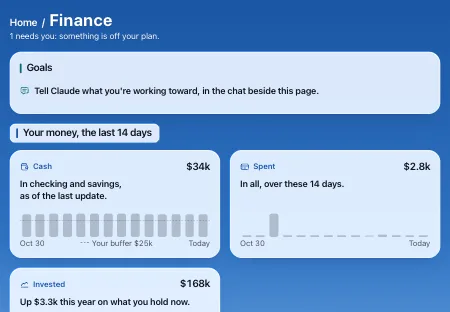 Home / Finance
1 needs you: something is off your plan.
Goals
Tell Claude what you're working toward, in the chat beside this page.
Your money, the last 14 days
Cash $34k
In checking and savings,
as of the last update.
Oct 30 Your buffer $25k Today
Spent $2.8k
In all, over these 14 days.
Oct 30 Today
Invested $168k
Up $3.3k this year on what you hold now.